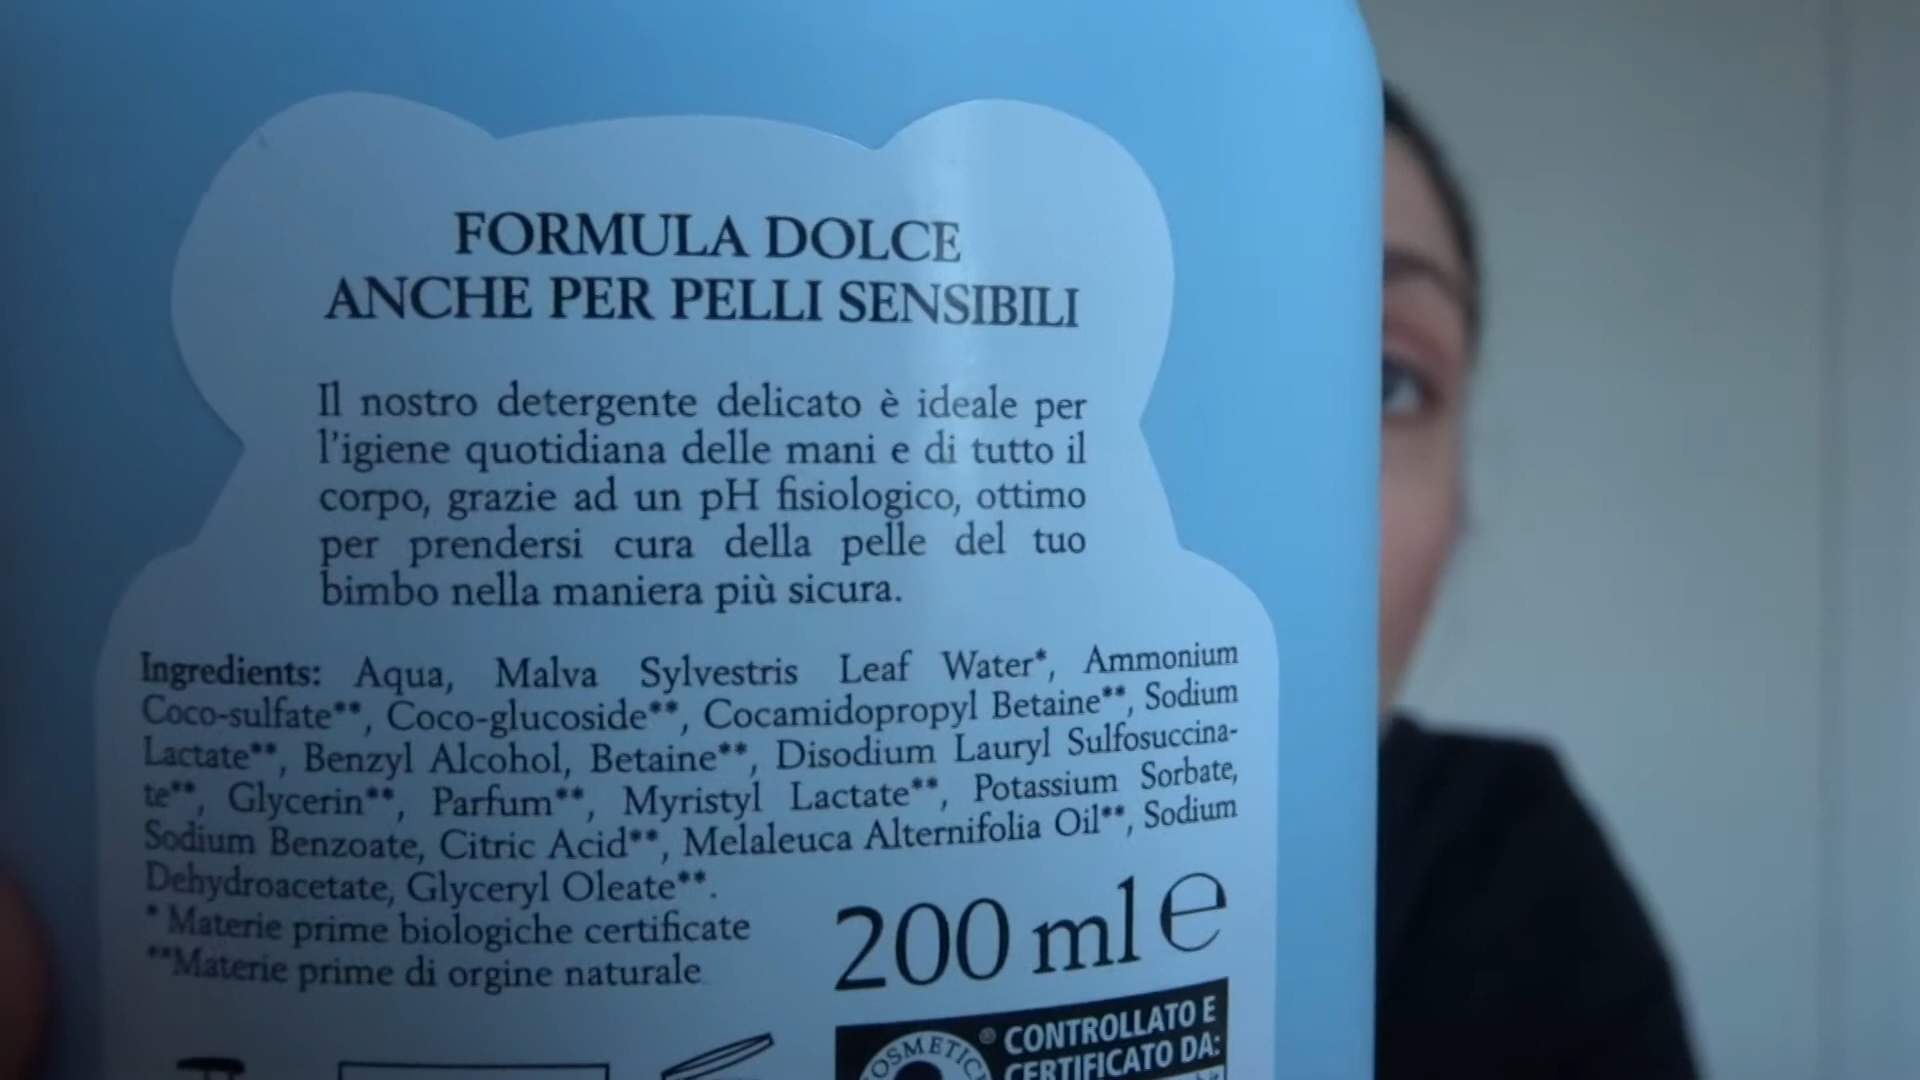 FORMULA DOLCE
ANCHE PER PELLI SENSIBILI
Il nostro detergente delicato è ideale per
l'igiene quotidiana delle mani e di tutto il
corpo, grazie ad un pH fisiologico, ottimo
per prendersi cura della pelle del tuo
bimbo nella maniera più sicura.
Ingredients: Aqua, Malva Sylvestris Leaf Water*, Ammonium
Coco-sulfate**, Coco-glucoside**, Cocamidopropyl Betaine**, Sodium
Lactate**, Benzyl Alcohol, Betaine**, Disodium Lauryl Sulfosuccina-
te**, Glycerin**, Parfum**, Myristyl Lactate**, Potassium Sorbate,
Sodium Benzoate, Citric Acid**, Melaleuca Alternifolia Oil**, Sodium
Dehydroacetate, Glyceryl Oleate**.
* Materie prime biologiche certificate
**Materie prime di orgine naturale
200 ml e
® CONTROLLATO E
CERTIFICATO DA: